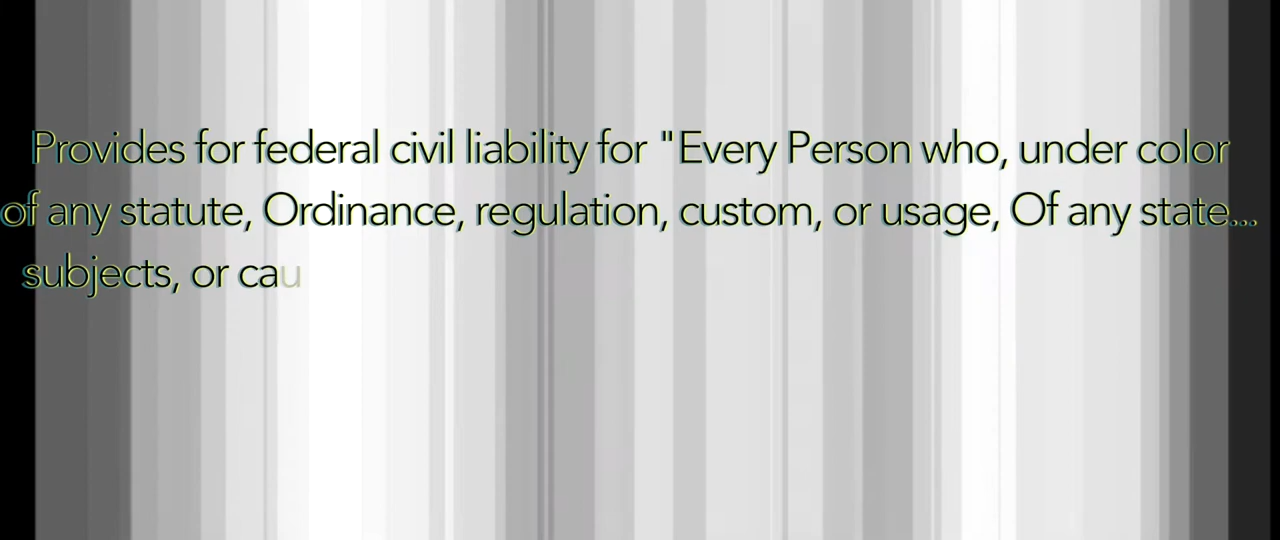 Provides for federal civil liability for "Every Person who, under color
of any statute, Ordinance, regulation, custom, or usage, Of any state...
subjects, or cau